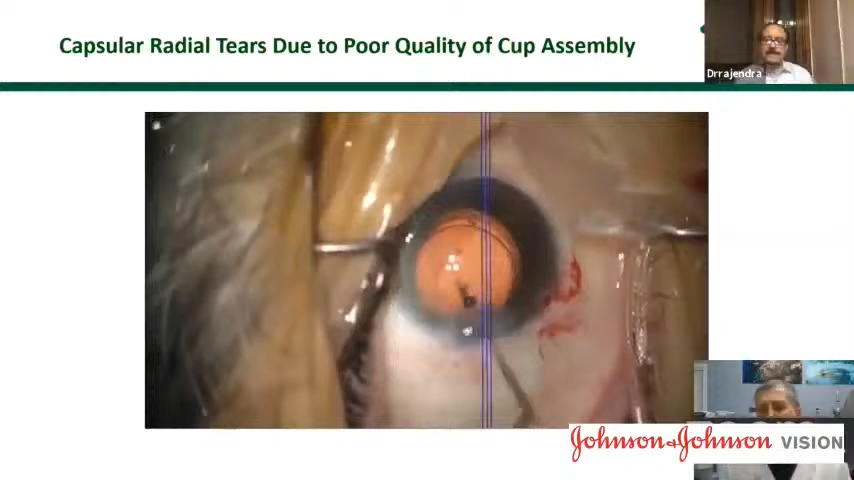 Capsular Radial Tears Due to Poor Quality of Cup Assembly
Drrajendra
Johnson & Johnson VISION